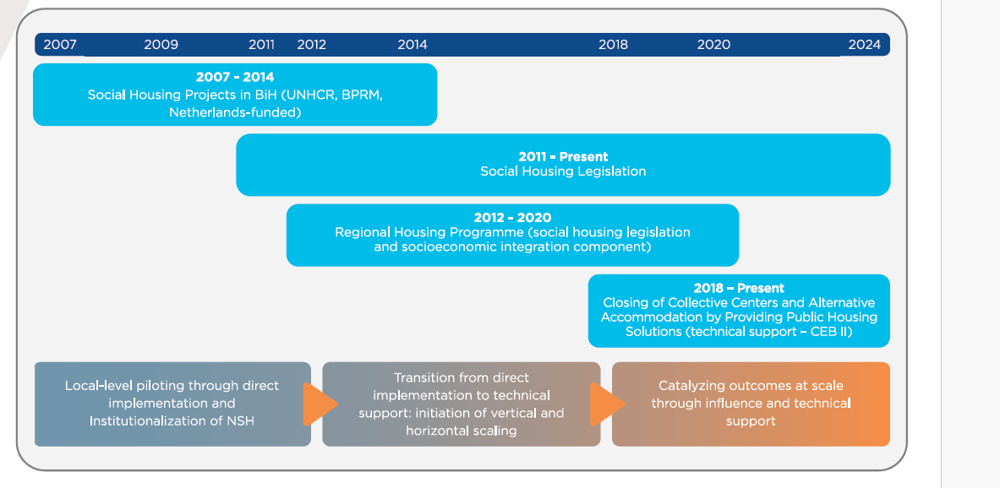 2007 2009 2011 2012 2014 2018 2020 2024
2007 - 2014
Social Housing Projects in BiH (UNHCR, BPRM,
Netherlands-funded)
2011 - Present
Social Housing Legislation
2012 - 2020
Regional Housing Programme (social housing legislation
and socioeconomic integration component)
2018 – Present
Closing of Collective Centers and Alternative
Accommodation by Providing Public Housing
Solutions (technical support – CEB II)
Local-level piloting through direct
implementation and
Institutionalization of NSH
Transition from direct
implementation to technical
support: initiation of vertical and
horizontal scaling
Catalyzing outcomes at scale
through influence and technical
support